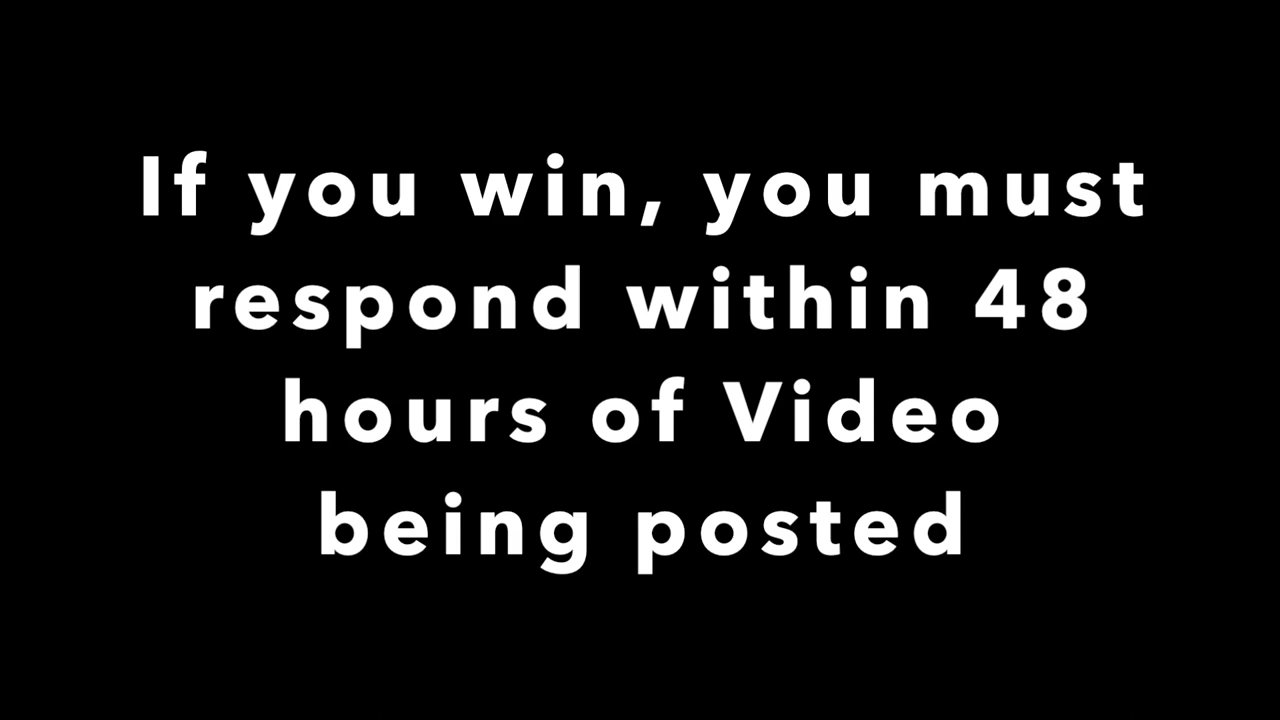 If you win, you must
respond within 48
hours of Video
being posted